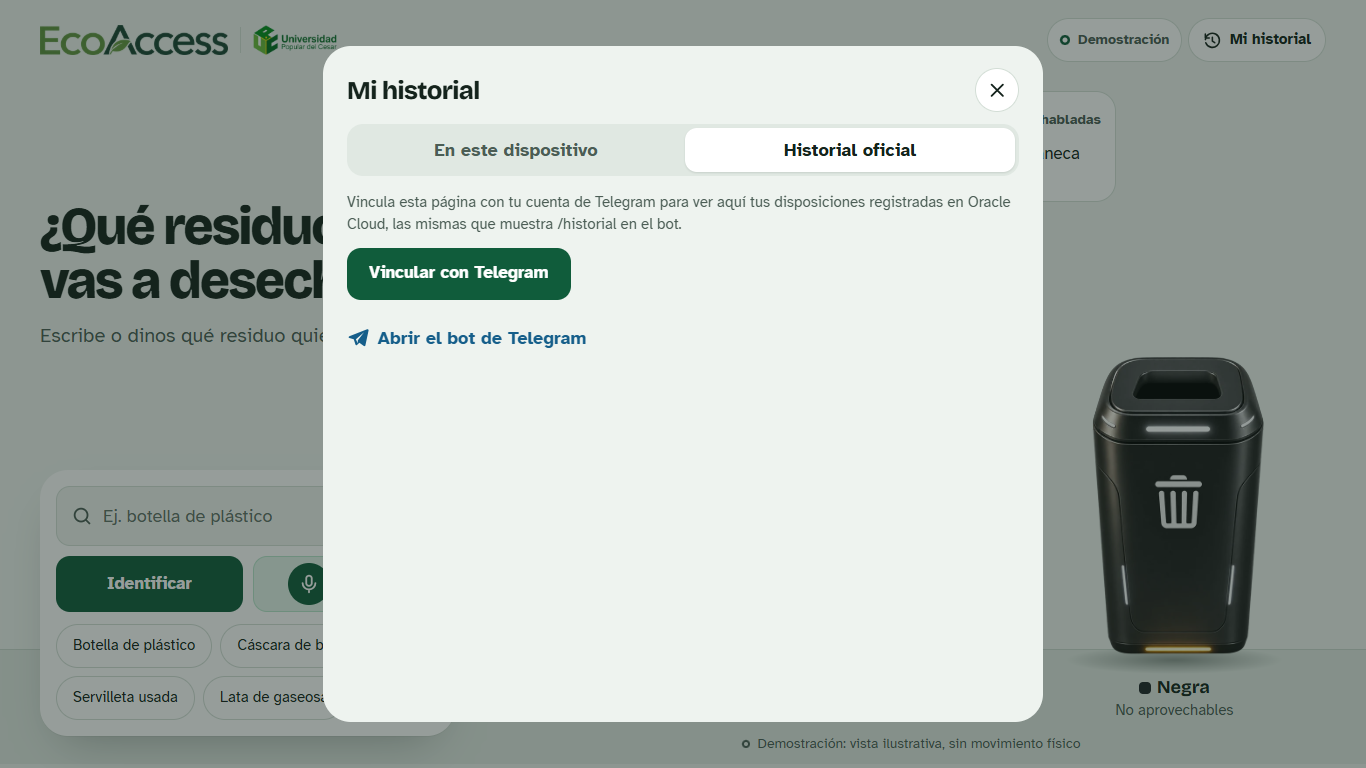 EcoAccess
Universidad
Popular del Cesar
Demostración
Mi historial
Mi historial
En este dispositivo
Historial oficial
habladas
neca
Vincula esta página con tu cuenta de Telegram para ver aquí tus disposiciones registradas en Oracle
Cloud, las mismas que muestra /historial en el bot.
Vincular con Telegram
Abrir el bot de Telegram
¿Qué residuo
vas a desech
Escribe o dinos qué residuo quie
Ej. botella de plástico
Identificar
Botella de plástico
Cáscara de b
Servilleta usada
Lata de gaseosa
Negra
No aprovechables
Demostración: vista ilustrativa, sin movimiento físico